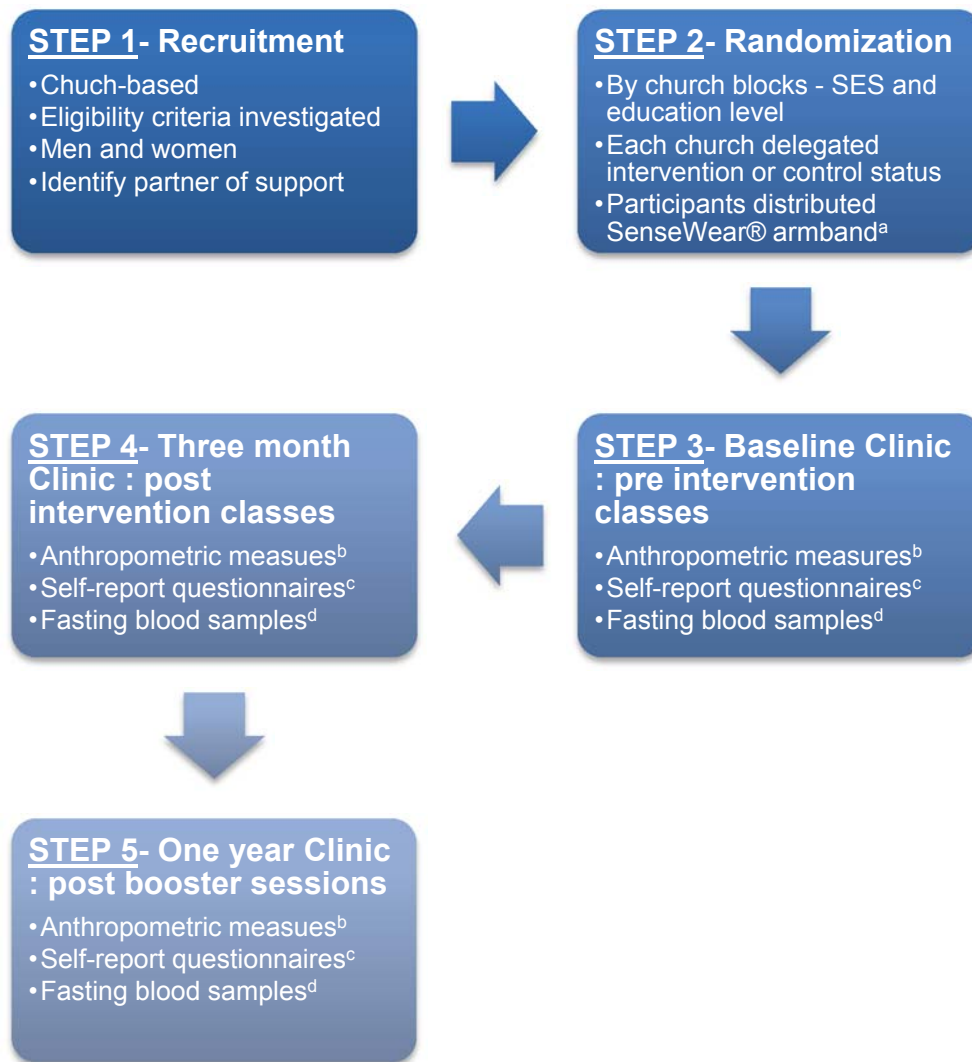 STEP 1- Recruitment
•Chuch-based
•Eligibility criteria investigated
•Men and women
•Identify partner of support
STEP 2- Randomization
•By church blocks - SES and
education level
•Each church delegated
intervention or control status
•Participants distributed
SenseWear® armbandᵃ
STEP 3- Baseline Clinic
: pre intervention
classes
•Anthropometric measuresᵇ
•Self-report questionnairesᶜ
•Fasting blood samplesᵈ
STEP 4- Three month
Clinic : post
intervention classes
•Anthropometric measuesᵇ
•Self-report questionnairesᶜ
•Fasting blood samplesᵈ
STEP 5- One year Clinic
: post booster sessions
•Anthropometric measuesᵇ
•Self-report questionnairesᶜ
•Fasting blood samplesᵈ